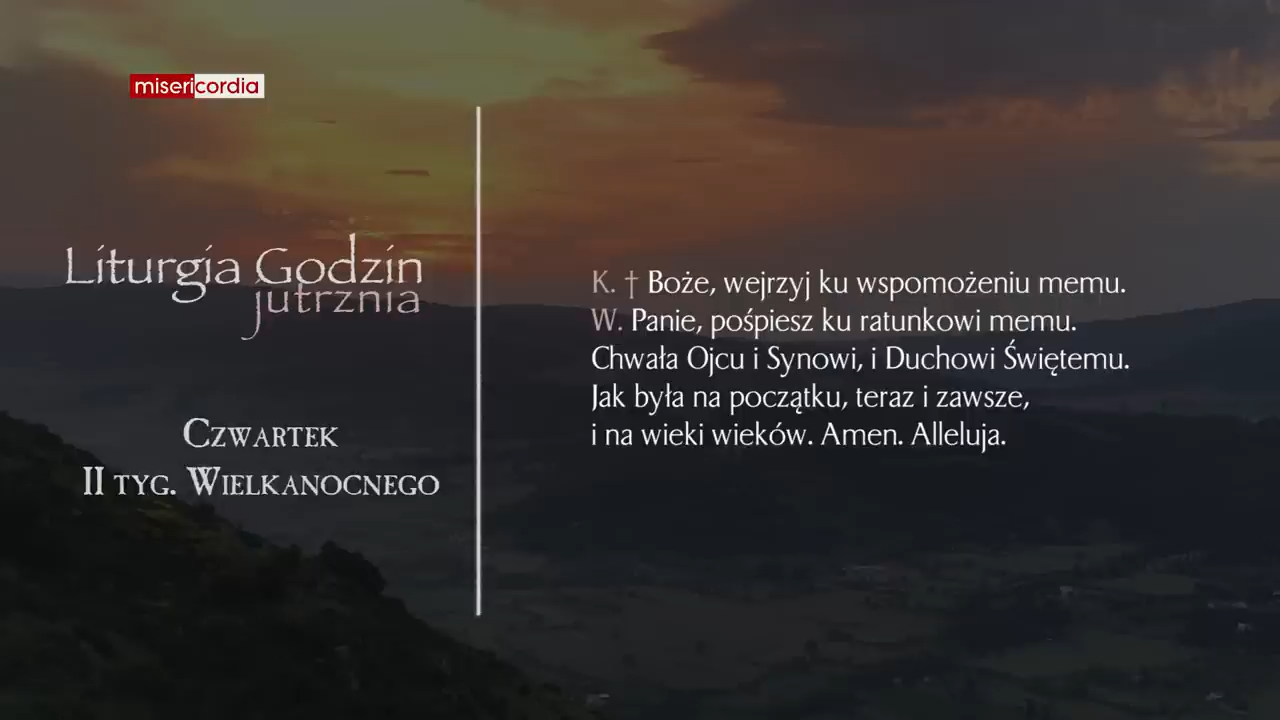 misericordia
Liturgia Godzin
jutrznia
Czwartek
II tyg. Wielkanocnego
K. † Boże, wejrzyj ku wspomożeniu memu.
W. Panie, pośpiesz ku ratunkowi memu.
Chwała Ojcu i Synowi, i Duchowi Świętemu.
Jak była na początku, teraz i zawsze,
i na wieki wieków. Amen. Alleluja.